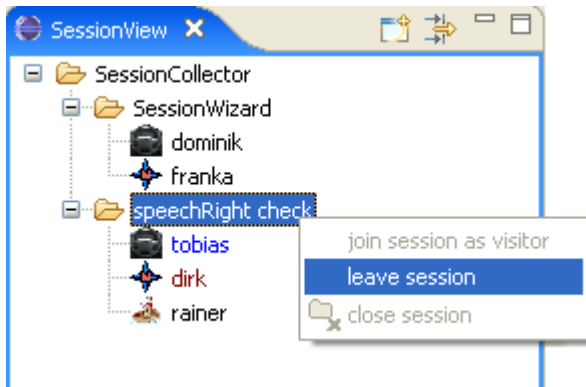 SessionView
SessionCollector
SessionWizard
dominik
franka
speechRight check
tobias
join session as visitor
dirk
leave session
rainer
close session